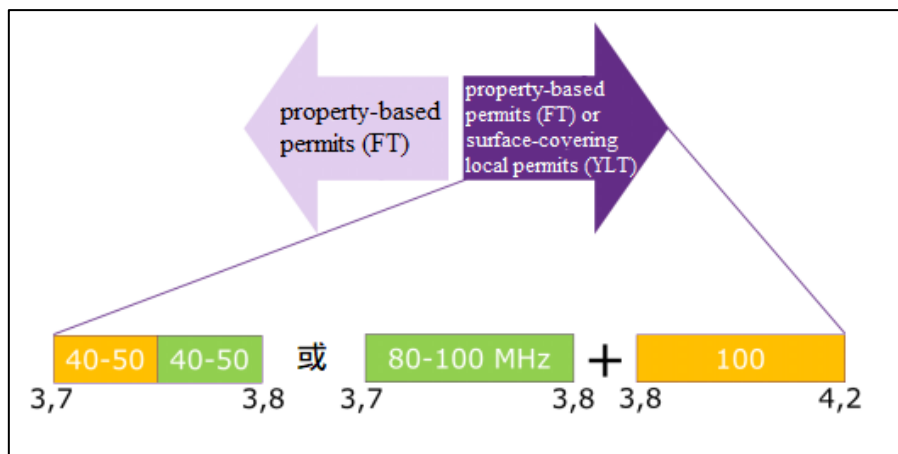 property-based
permits (FT)
property-based
permits (FT) or
surface-covering
local permits (YLT)
40-50 40-50 或 80-100 MHz + 100
3,7 3,8 3,7 3,8 3,8 4,2